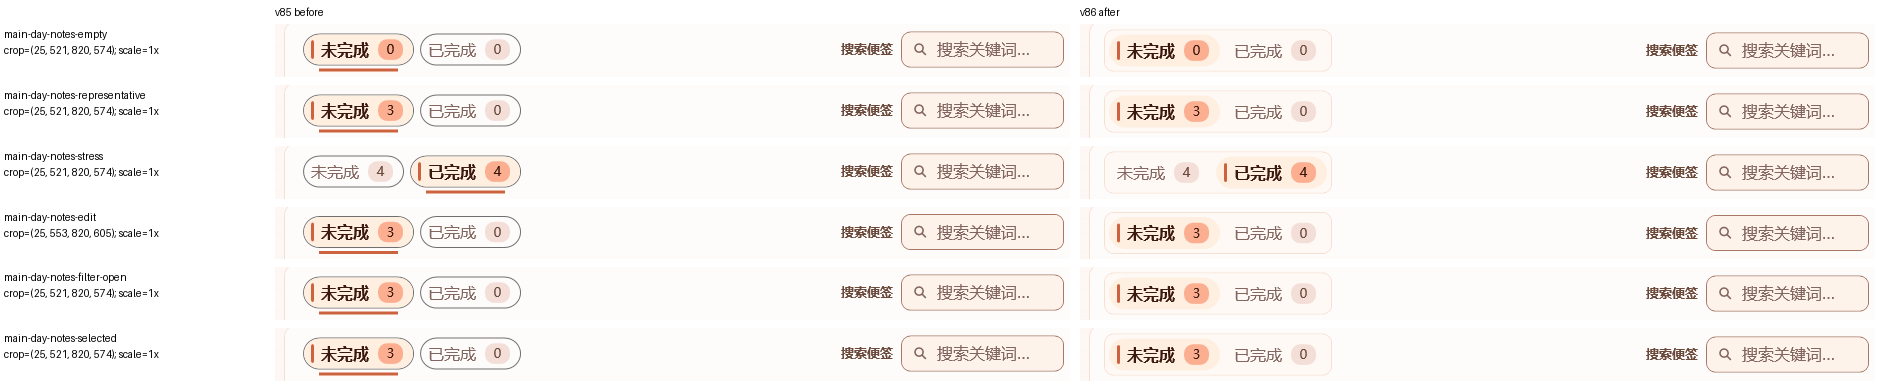 v85 before v86 after
main-day-notes-empty
crop=(25, 521, 820, 574); scale=1x
未完成 0 已完成 0 搜索便签 搜索关键词... 未完成 0 已完成 0 搜索便签 搜索关键词...
main-day-notes-representative
crop=(25, 521, 820, 574); scale=1x
未完成 3 已完成 0 搜索便签 搜索关键词... 未完成 3 已完成 0 搜索便签 搜索关键词...
main-day-notes-stress
crop=(25, 521, 820, 574); scale=1x
未完成 4 已完成 4 搜索便签 搜索关键词... 未完成 4 已完成 4 搜索便签 搜索关键词...
main-day-notes-edit
crop=(25, 553, 820, 605); scale=1x
未完成 3 已完成 0 搜索便签 搜索关键词... 未完成 3 已完成 0 搜索便签 搜索关键词...
main-day-notes-filter-open
crop=(25, 521, 820, 574); scale=1x
未完成 3 已完成 0 搜索便签 搜索关键词... 未完成 3 已完成 0 搜索便签 搜索关键词...
main-day-notes-selected
crop=(25, 521, 820, 574); scale=1x
未完成 3 已完成 0 搜索便签 搜索关键词... 未完成 3 已完成 0 搜索便签 搜索关键词...